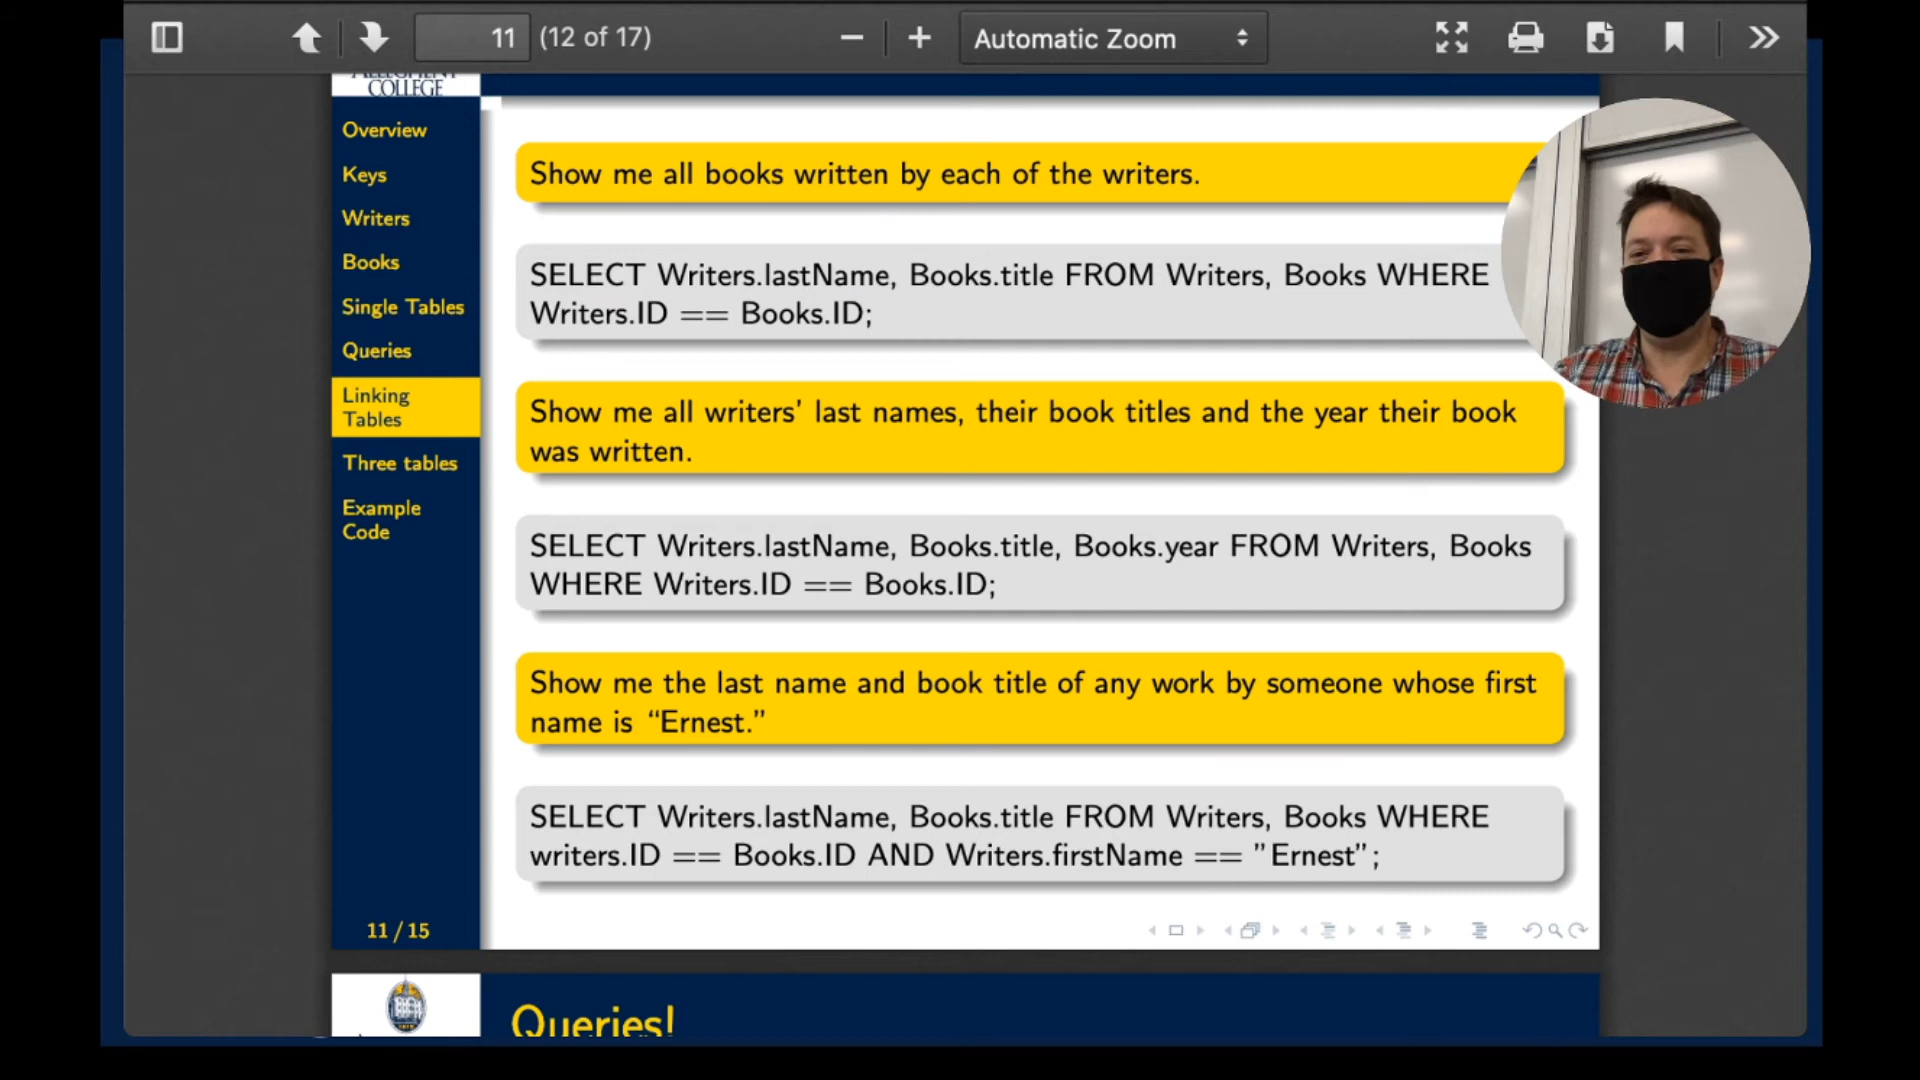 11 (12 of 17)
Automatic Zoom
ALLEGHENY
COLLEGE
Overview
Keys
Writers
Books
Single Tables
Queries
Linking
Tables
Three tables
Example
Code
11 / 15
Show me all books written by each of the writers.
SELECT Writers.lastName, Books.title FROM Writers, Books WHERE
Writers.ID == Books.ID;
Show me all writers’ last names, their book titles and the year their book
was written.
SELECT Writers.lastName, Books.title, Books.year FROM Writers, Books
WHERE Writers.ID == Books.ID;
Show me the last name and book title of any work by someone whose first
name is “Ernest.”
SELECT Writers.lastName, Books.title FROM Writers, Books WHERE
writers.ID == Books.ID AND Writers.firstName == ”Ernest”;
Queries!